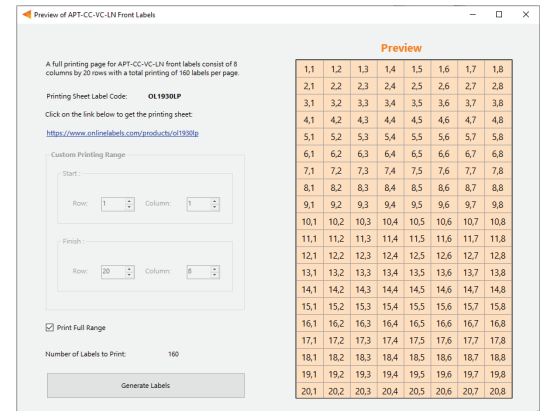 Preview of APT-CC-VC-LN Front Labels
A full printing page for APT-CC-VC-LN front labels consist of 8
columns by 20 rows with a total printing of 160 labels per page.
Printing Sheet Label Code: OL1930LP
Click on the link below to get the printing sheet:
https://www.onlinelabels.com/products/ol1930lp
Custom Printing Range
Start :
Row: 1 Column: 1
Finish :
Row: 20 Column: 8
Print Full Range
Number of Labels to Print: 160
Generate Labels
Preview
1,1 1,2 1,3 1,4 1,5 1,6 1,7 1,8
2,1 2,2 2,3 2,4 2,5 2,6 2,7 2,8
3,1 3,2 3,3 3,4 3,5 3,6 3,7 3,8
4,1 4,2 4,3 4,4 4,5 4,6 4,7 4,8
5,1 5,2 5,3 5,4 5,5 5,6 5,7 5,8
6,1 6,2 6,3 6,4 6,5 6,6 6,7 6,8
7,1 7,2 7,3 7,4 7,5 7,6 7,7 7,8
8,1 8,2 8,3 8,4 8,5 8,6 8,7 8,8
9,1 9,2 9,3 9,4 9,5 9,6 9,7 9,8
10,1 10,2 10,3 10,4 10,5 10,6 10,7 10,8
11,1 11,2 11,3 11,4 11,5 11,6 11,7 11,8
12,1 12,2 12,3 12,4 12,5 12,6 12,7 12,8
13,1 13,2 13,3 13,4 13,5 13,6 13,7 13,8
14,1 14,2 14,3 14,4 14,5 14,6 14,7 14,8
15,1 15,2 15,3 15,4 15,5 15,6 15,7 15,8
16,1 16,2 16,3 16,4 16,5 16,6 16,7 16,8
17,1 17,2 17,3 17,4 17,5 17,6 17,7 17,8
18,1 18,2 18,3 18,4 18,5 18,6 18,7 18,8
19,1 19,2 19,3 19,4 19,5 19,6 19,7 19,8
20,1 20,2 20,3 20,4 20,5 20,6 20,7 20,8